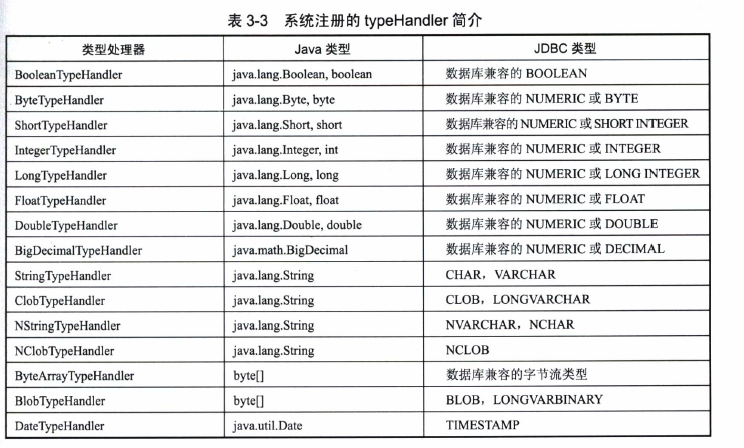 表 3-3 系统注册的 typeHandler 简介
类型处理器 Java 类型 JDBC 类型
BooleanTypeHandler java.lang.Boolean, boolean 数据库兼容的 BOOLEAN
ByteTypeHandler java.lang.Byte, byte 数据库兼容的 NUMERIC 或 BYTE
ShortTypeHandler java.lang.Short, short 数据库兼容的 NUMERIC 或 SHORT INTEGER
IntegerTypeHandler java.lang.Integer, int 数据库兼容的 NUMERIC 或 INTEGER
LongTypeHandler java.lang.Long, long 数据库兼容的 NUMERIC 或 LONG INTEGER
FloatTypeHandler java.lang.Float, float 数据库兼容的 NUMERIC 或 FLOAT
DoubleTypeHandler java.lang.Double, double 数据库兼容的 NUMERIC 或 DOUBLE
BigDecimalTypeHandler java.math.BigDecimal 数据库兼容的 NUMERIC 或 DECIMAL
StringTypeHandler java.lang.String CHAR，VARCHAR
ClobTypeHandler java.lang.String CLOB，LONGVARCHAR
NStringTypeHandler java.lang.String NVARCHAR，NCHAR
NClobTypeHandler java.lang.String NCLOB
ByteArrayTypeHandler byte[] 数据库兼容的字节流类型
BlobTypeHandler byte[] BLOB，LONGVARBINARY
DateTypeHandler java.util.Date TIMESTAMP